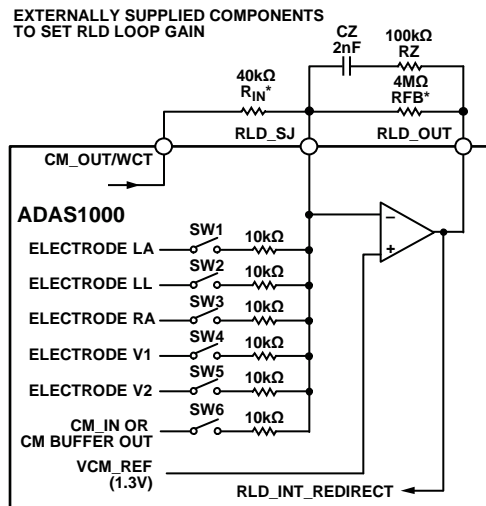 EXTERNALLY SUPPLIED COMPONENTS
TO SET RLD LOOP GAIN
CZ
2nF
100kΩ
RZ
40kΩ
RIN*
4MΩ
RFB*
CM_OUT/WCT
RLD_SJ
RLD_OUT
ADAS1000
ELECTRODE LA
SW1
10kΩ
ELECTRODE LL
SW2
10kΩ
ELECTRODE RA
SW3
10kΩ
ELECTRODE V1
SW4
10kΩ
ELECTRODE V2
SW5
10kΩ
CM_IN OR
CM BUFFER OUT
SW6
10kΩ
VCM_REF
(1.3V)
–
+
RLD_INT_REDIRECT